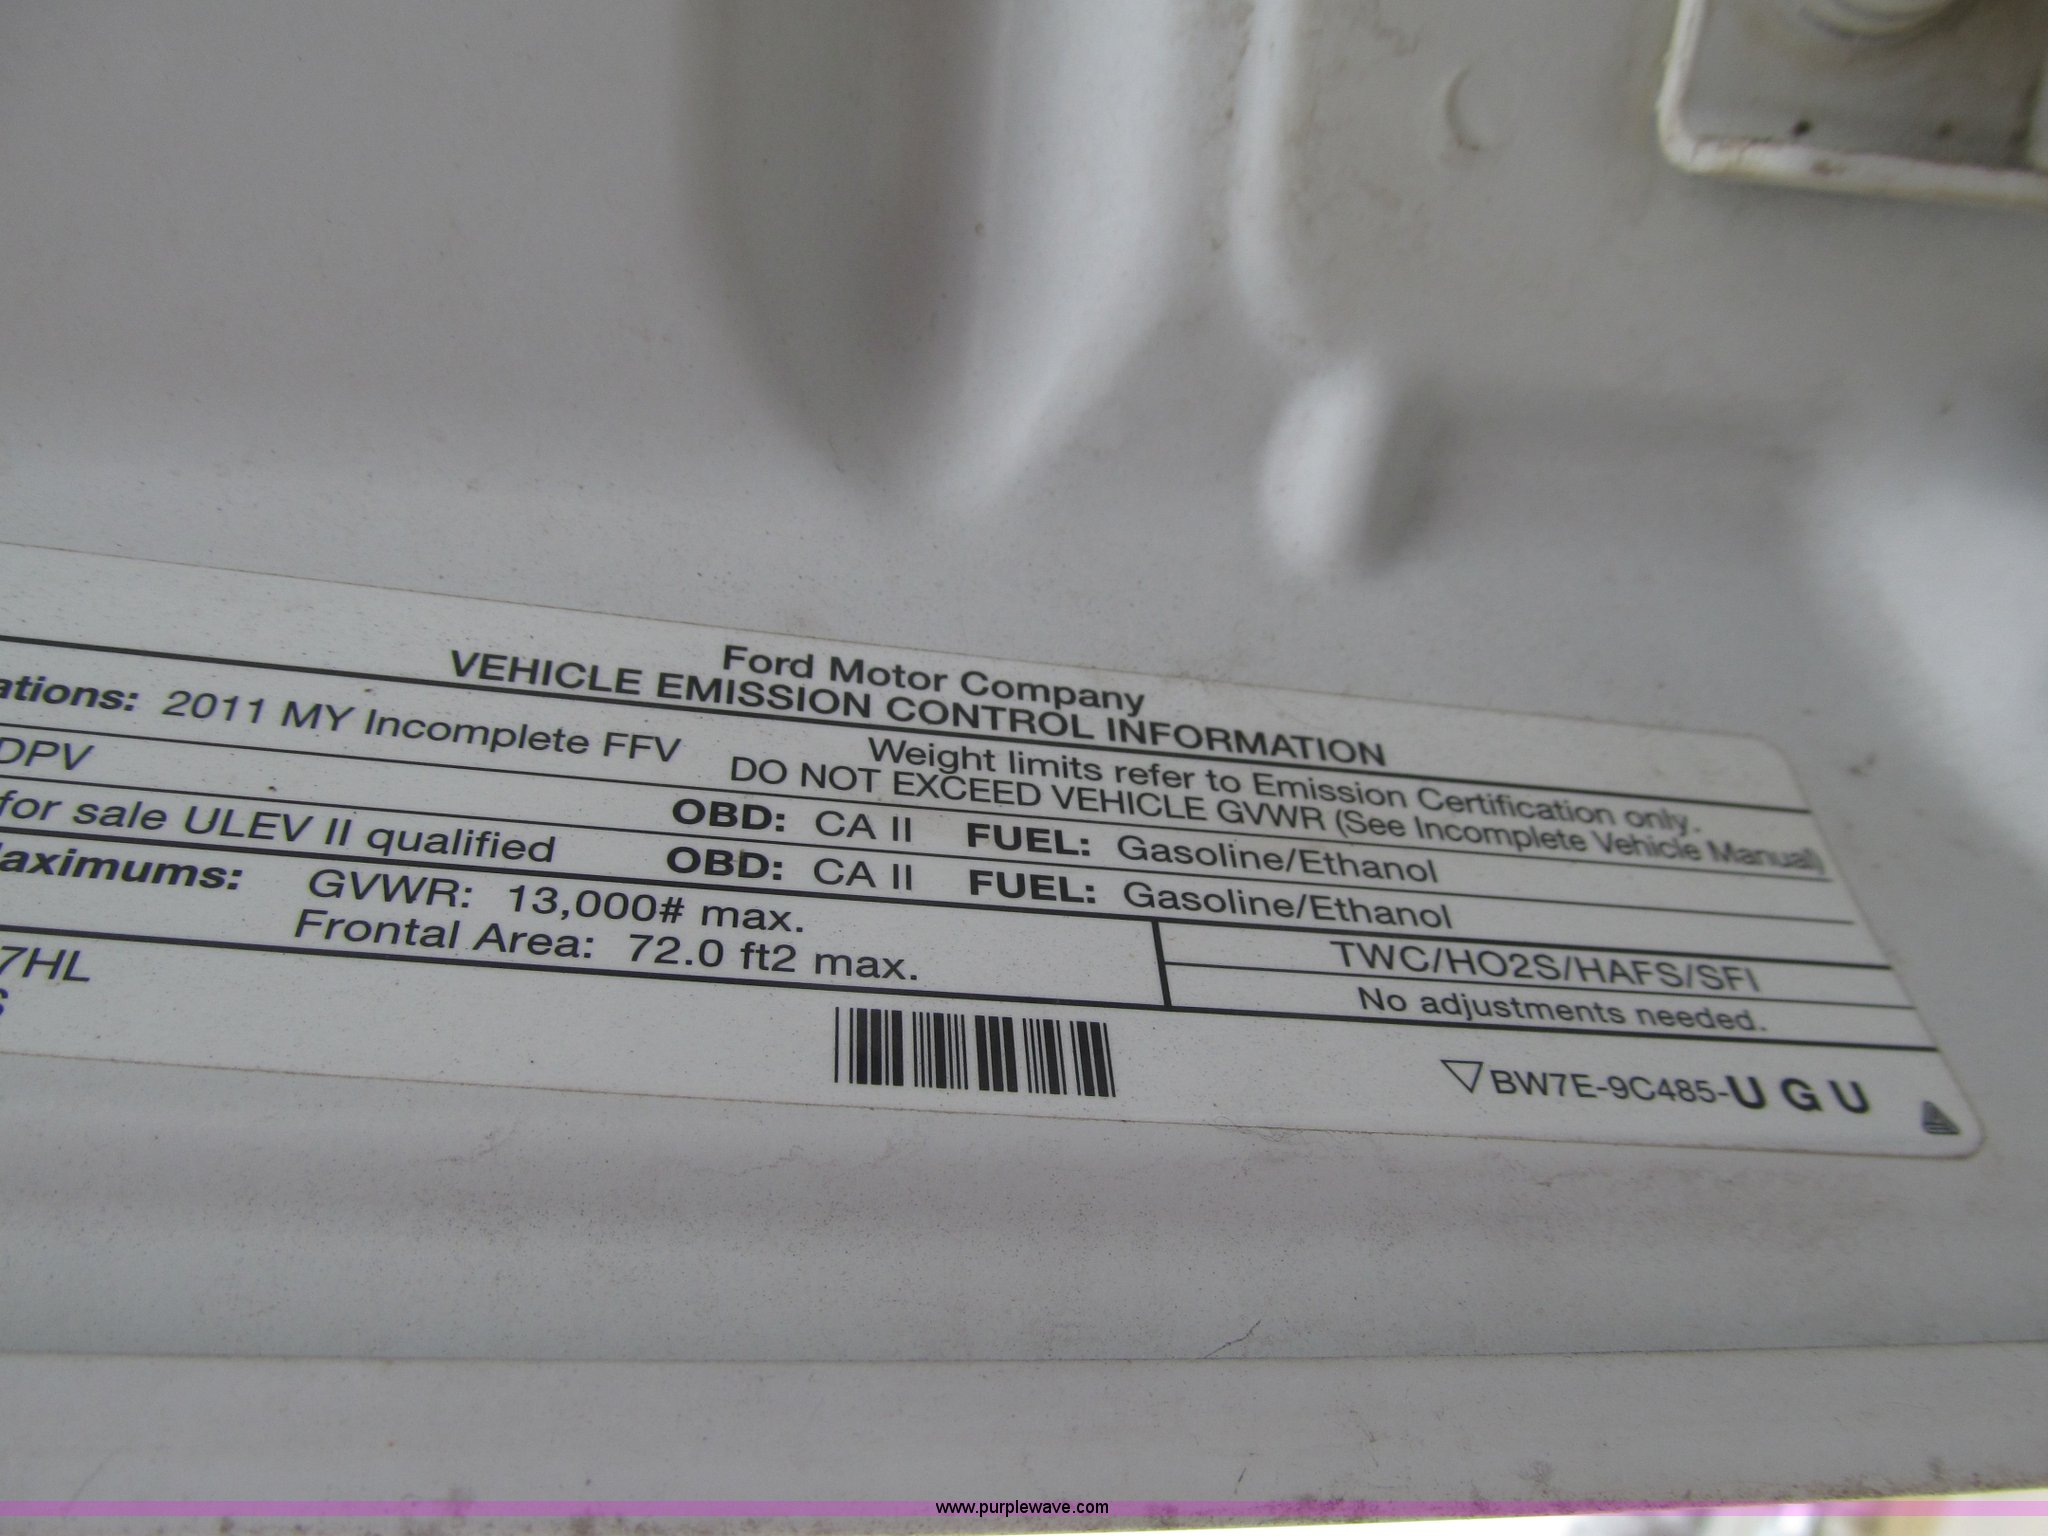 Ford Motor Company
VEHICLE EMISSION CONTROL INFORMATION
ations: 2011 MY Incomplete FFV
Weight limits refer to Emission Certification only.
DO NOT EXCEED VEHICLE GVWR (See Incomplete Vehicle Manual)
DPV OBD: CA II FUEL: Gasoline/Ethanol
for sale ULEV II qualified OBD: CA II FUEL: Gasoline/Ethanol
aximums: GVWR: 13,000# max.
Frontal Area: 72.0 ft2 max.
TWC/HO2S/HAFS/SFI
No adjustments needed.
7HL
S
BW7E-9C485-UGU
www.purplewave.com